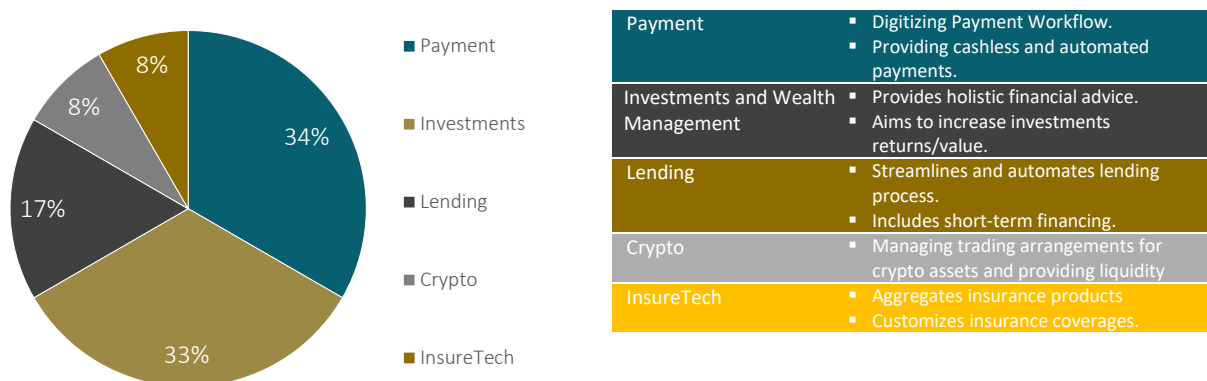 8%
8%
34%
17%
33%
■ Payment
■ Investments
■ Lending
■ Crypto
■ InsureTech
Payment
▪ Digitizing Payment Workflow.
▪ Providing cashless and automated
payments.
Investments and Wealth
Management
▪ Provides holistic financial advice.
▪ Aims to increase investments
returns/value.
Lending
▪ Streamlines and automates lending
process.
▪ Includes short-term financing.
Crypto
▪ Managing trading arrangements for
crypto assets and providing liquidity
InsureTech
▪ Aggregates insurance products
▪ Customizes insurance coverages.